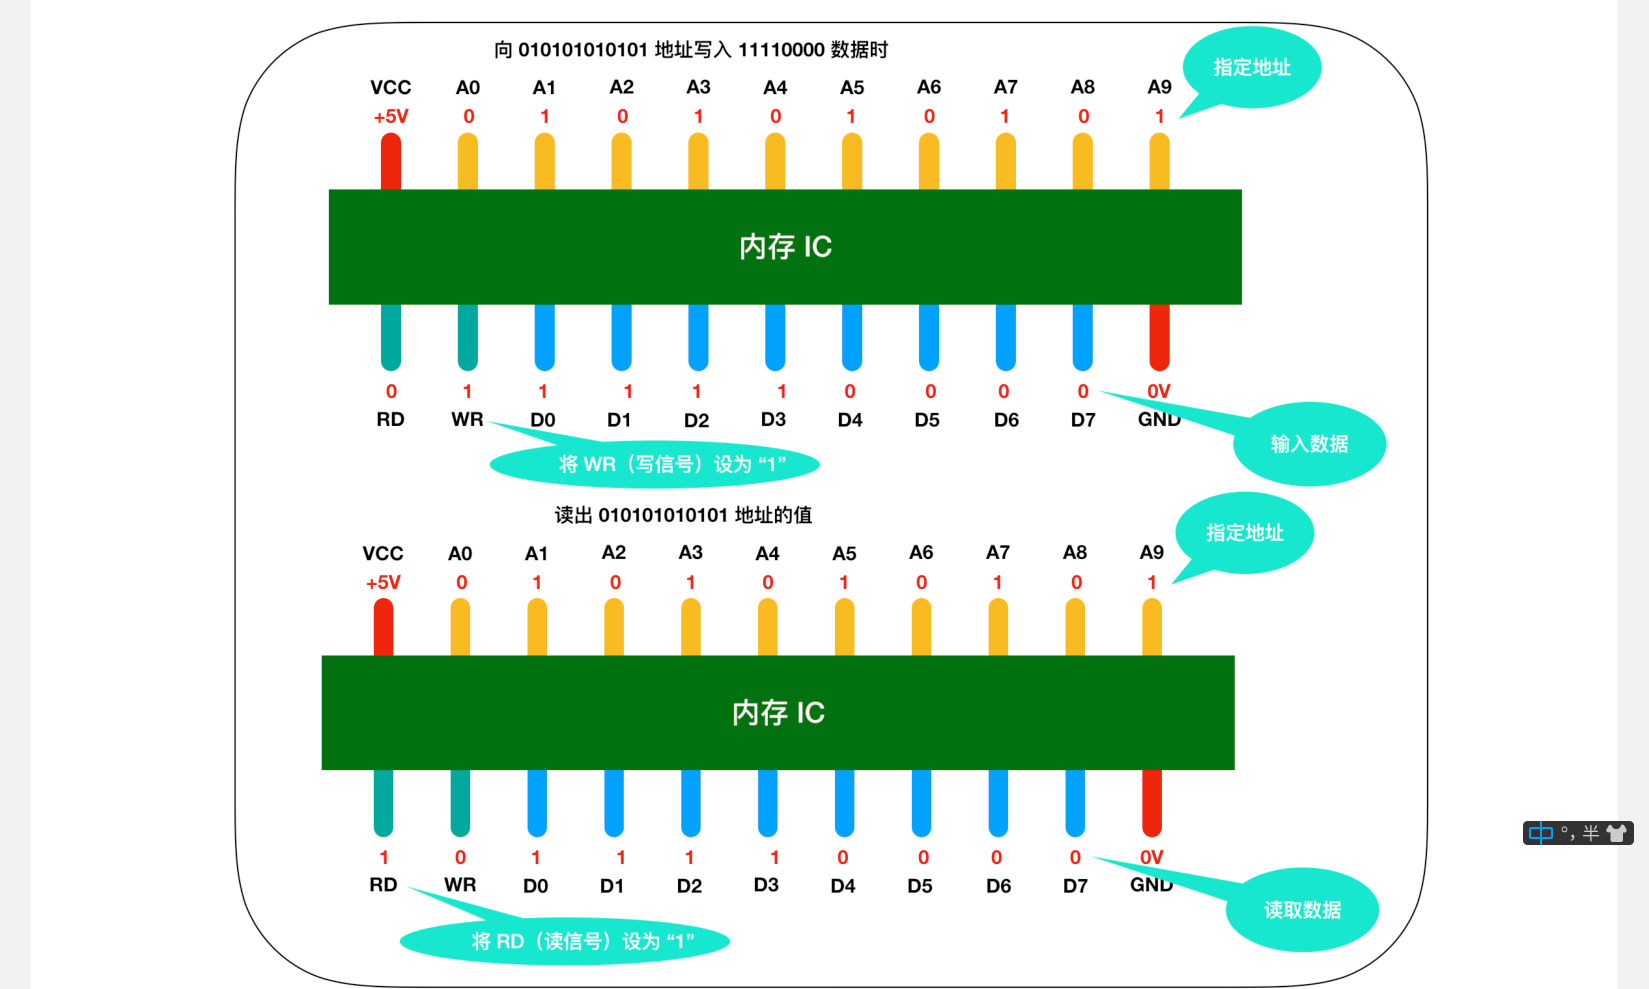 向 010101010101 地址写入 11110000 数据时
指定地址
VCC A0 A1 A2 A3 A4 A5 A6 A7 A8 A9
+5V 0 1 0 1 0 1 0 1 0 1
内存 IC
0 1 1 1 1 1 0 0 0 0 0V
RD WR D0 D1 D2 D3 D4 D5 D6 D7 GND
输入数据
将 WR（写信号）设为 “1”
读出 010101010101 地址的值
指定地址
VCC A0 A1 A2 A3 A4 A5 A6 A7 A8 A9
+5V 0 1 0 1 0 1 0 1 0 1
内存 IC
中 °, 半
1 0 1 1 1 1 0 0 0 0 0V
RD WR D0 D1 D2 D3 D4 D5 D6 D7 GND
读取数据
将 RD（读信号）设为 “1”